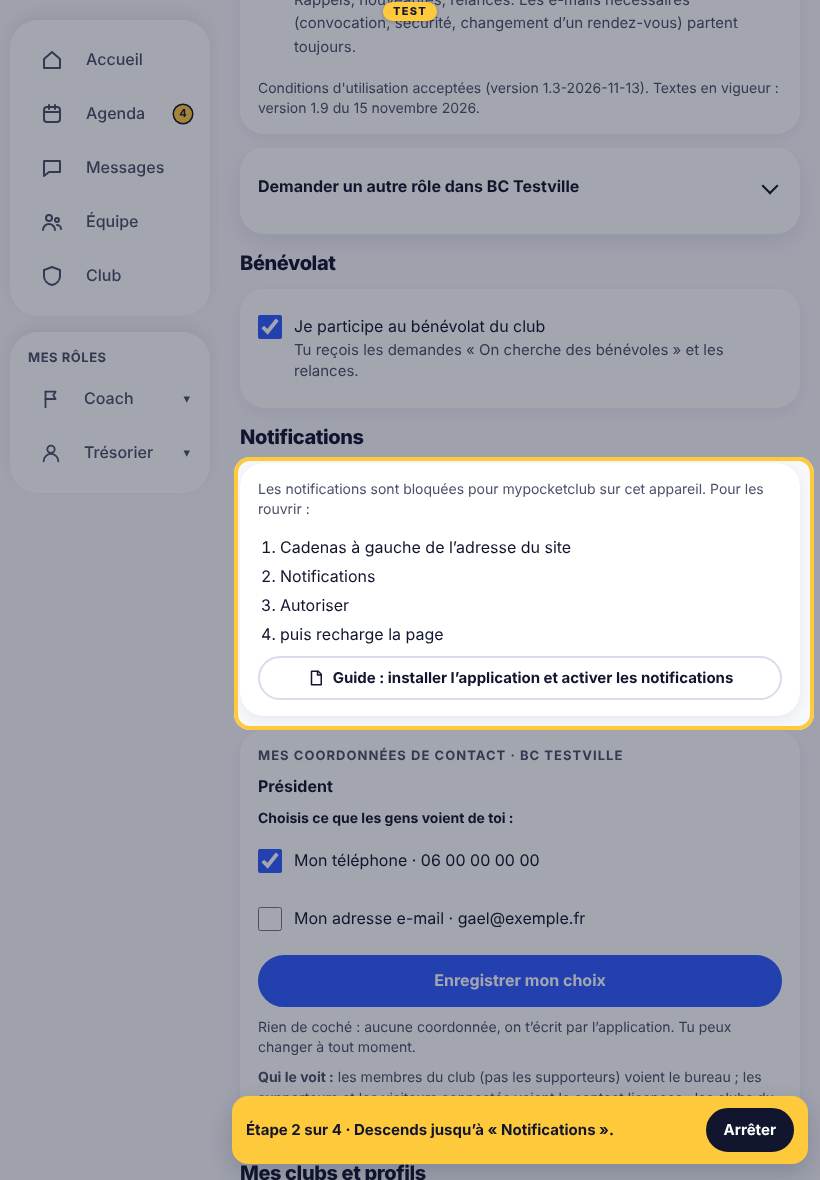 TEST
Accueil
Agenda
4
Messages
Équipe
Club
MES RÔLES
Coach
Trésorier
(convocation, sécurité, changement d’un rendez-vous) partent
toujours.
Conditions d'utilisation acceptées (version 1.3-2026-11-13). Textes en vigueur :
version 1.9 du 15 novembre 2026.
Demander un autre rôle dans BC Testville
Bénévolat
Je participe au bénévolat du club
Tu reçois les demandes « On cherche des bénévoles » et les
relances.
Notifications
Les notifications sont bloquées pour mypocketclub sur cet appareil. Pour les
rouvrir :
1. Cadenas à gauche de l’adresse du site
2. Notifications
3. Autoriser
4. puis recharge la page
Guide : installer l’application et activer les notifications
MES COORDONNÉES DE CONTACT · BC TESTVILLE
Président
Choisis ce que les gens voient de toi :
Mon téléphone · 06 00 00 00 00
Mon adresse e-mail · gael@exemple.fr
Enregistrer mon choix
Rien de coché : aucune coordonnée, on t’écrit par l’application. Tu peux
changer à tout moment.
Qui le voit : les membres du club (pas les supporteurs) voient le bureau ; les
Étape 2 sur 4 · Descends jusqu’à « Notifications ».
Arrêter
Mes clubs et profils